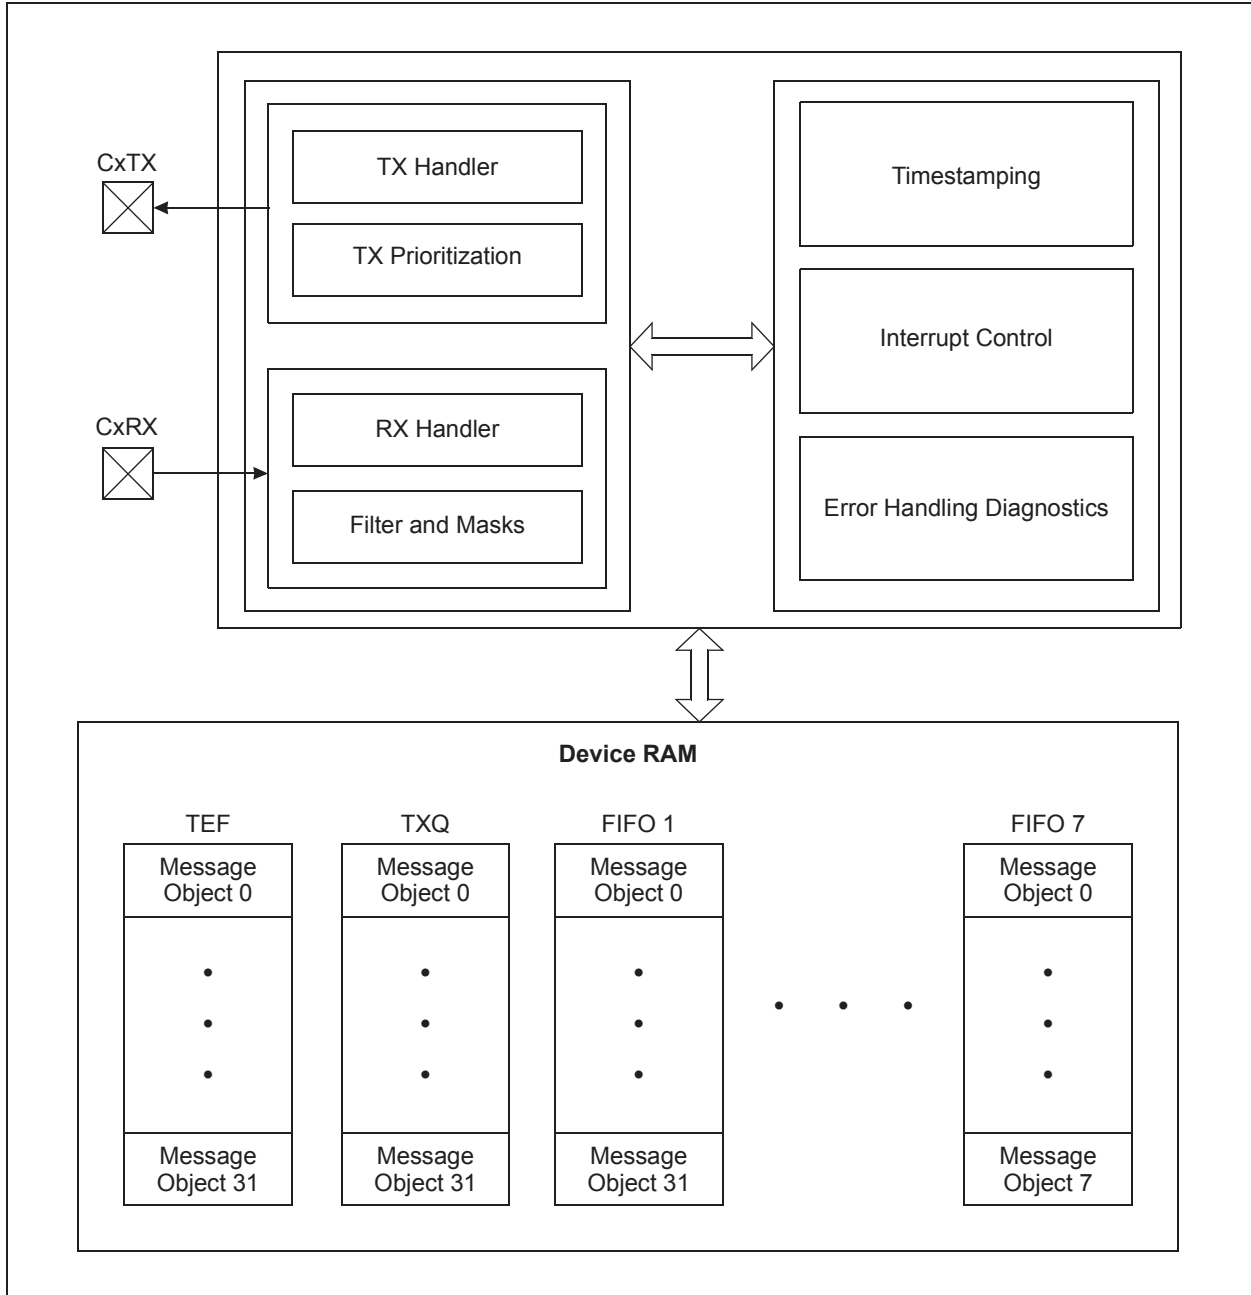 CxTX
TX Handler
TX Prioritization
CxRX
RX Handler
Filter and Masks
Timestamping
Interrupt Control
Error Handling Diagnostics
Device RAM
TEF
Message
Object 0
Message
Object 31
TXQ
Message
Object 0
Message
Object 31
FIFO 1
Message
Object 0
Message
Object 31
FIFO 7
Message
Object 0
Message
Object 7